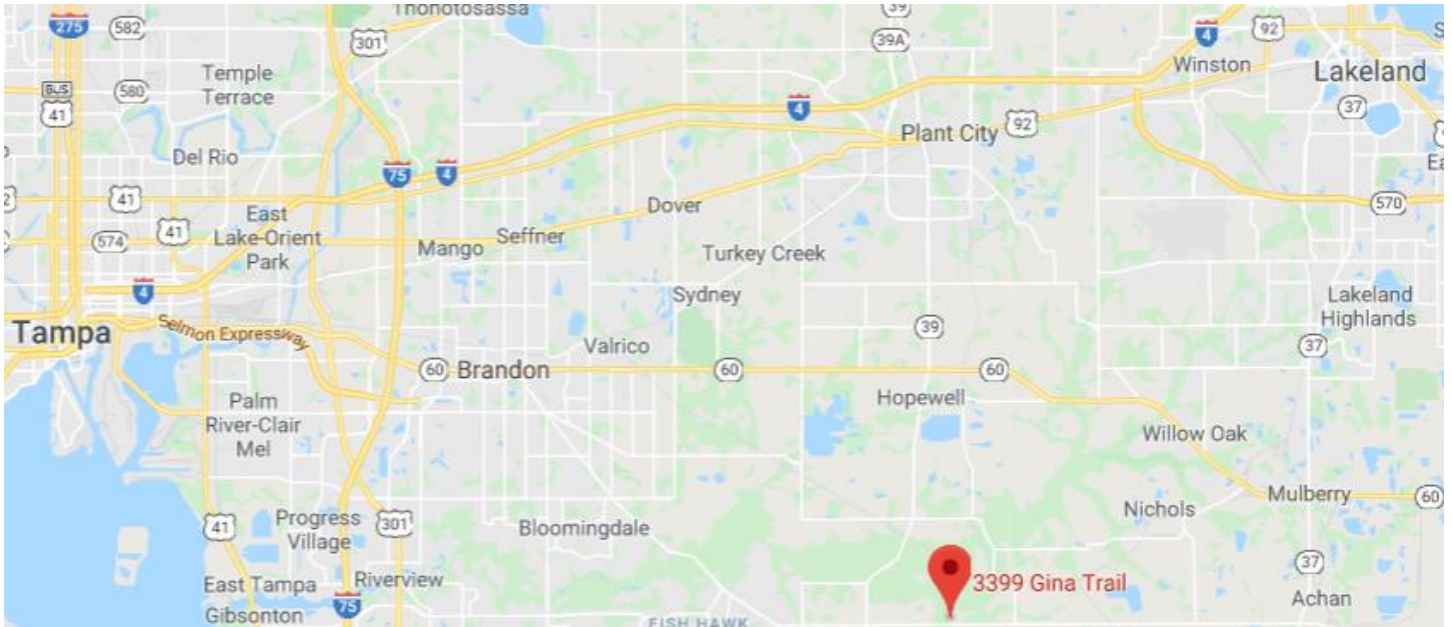 Thonotosassa
275
582
301
39
39A
4
92
Winston
Lakeland
Temple
Terrace
BUS
41
580
4
37
Plant City
92
Del Rio
75
4
41
570
Dover
East
Lake-Orient
Park
574
41
Mango
Seffner
Turkey Creek
4
Sydney
Lakeland
Highlands
Tampa
Selmon Expressway
39
37
Valrico
60
Brandon
60
60
Hopewell
Palm
River-Clair
Mel
Willow Oak
Mulberry
60
Nichols
41
Progress
Village
301
Bloomingdale
37
East Tampa
Riverview
3399 Gina Trail
75
Achan
Gibsonton
FISH HAWK